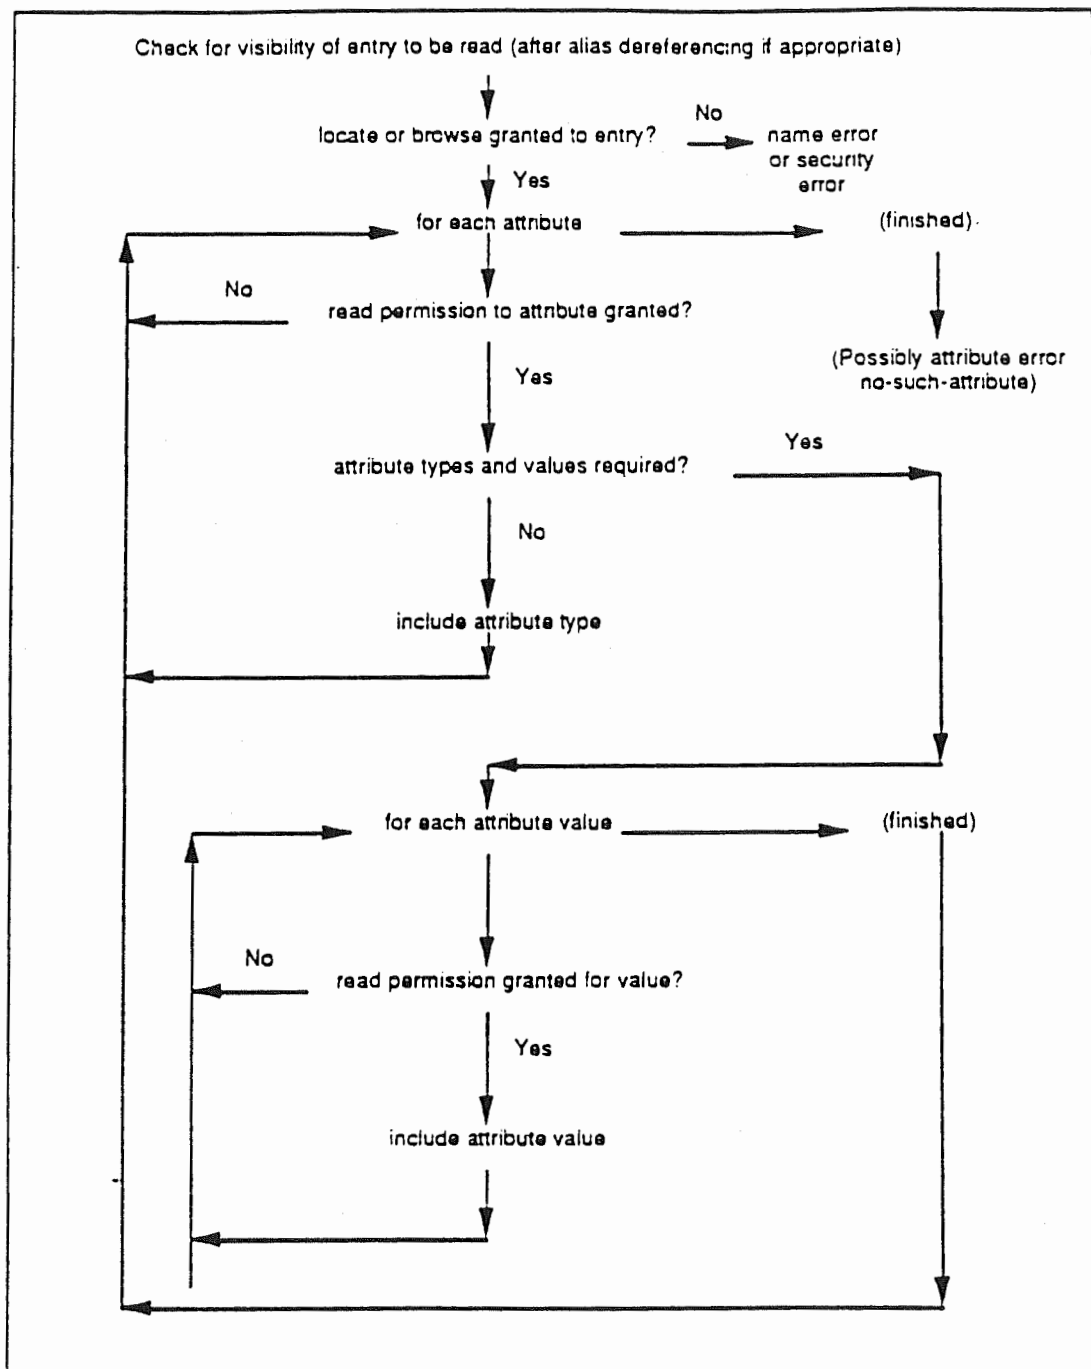 Check for visibility of entry to be read (after alias dereferencing if appropriate)
No
locate or browse granted to entry?
name error
or security
error
Yes
for each attribute
(finished)
No
read permission to attribute granted?
(Possibly attribute error
no-such-attribute)
Yes
Yes
attribute types and values required?
No
include attribute type
for each attribute value
(finished)
No
read permission granted for value?
Yes
include attribute value